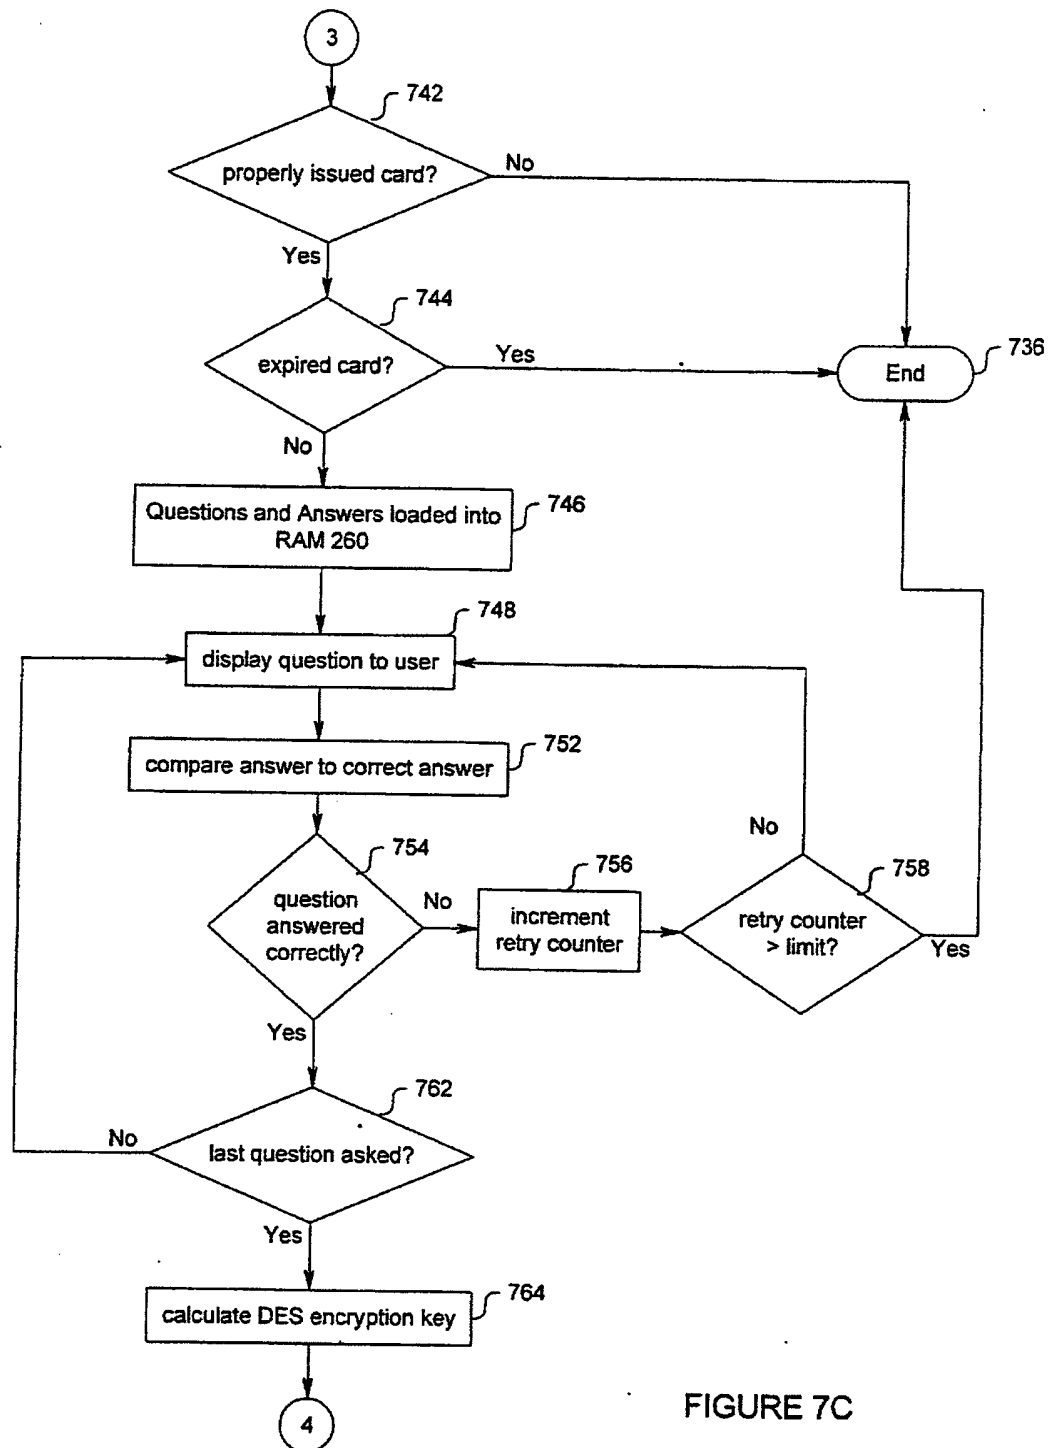 3
742
properly issued card?
No
Yes
744
expired card?
Yes
736
End
No
746
Questions and Answers loaded into
RAM 260
748
display question to user
752
compare answer to correct answer
No
754
756
758
question
answered
correctly?
No
increment
retry counter
retry counter
> limit?
Yes
Yes
762
last question asked?
No
Yes
764
calculate DES encryption key
4
FIGURE 7C